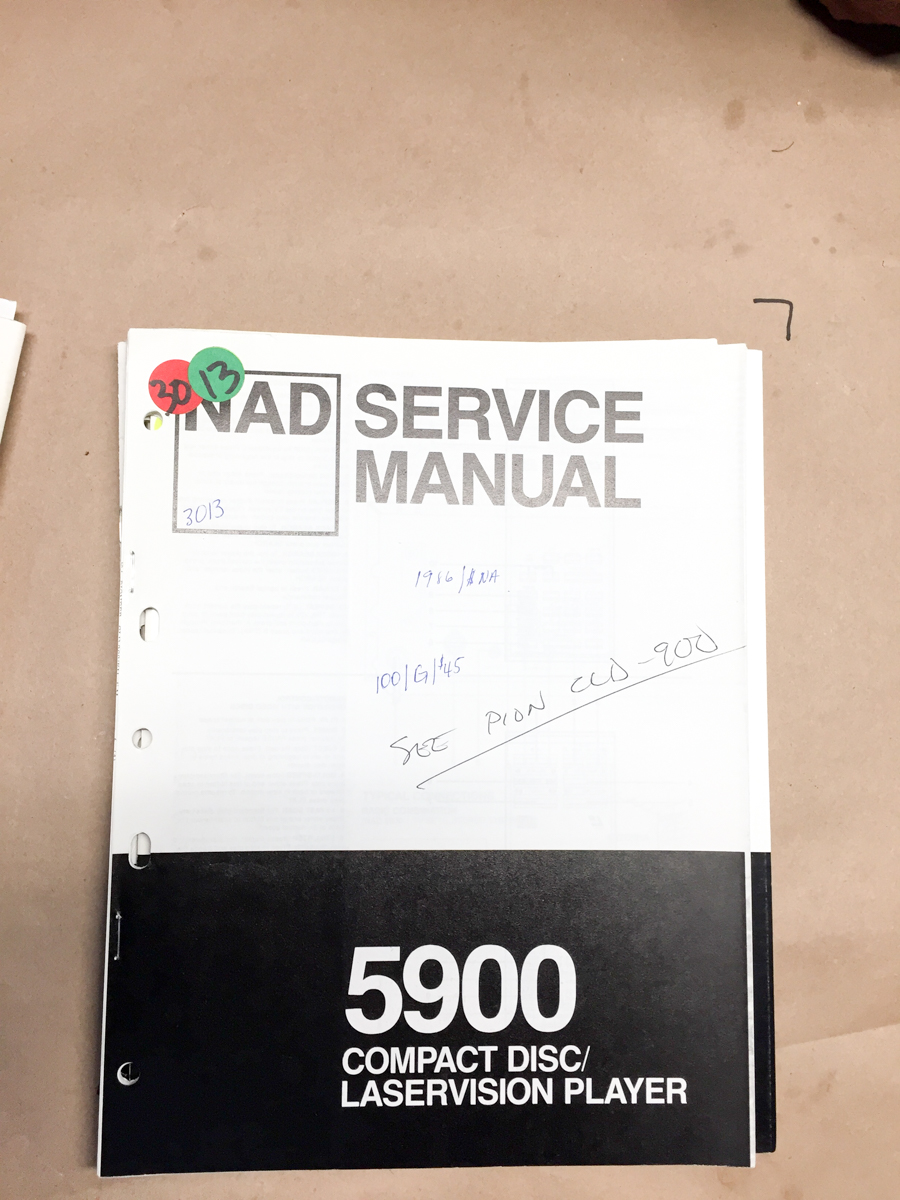 30 13
NAD SERVICE
MANUAL
3013
1986/$NA
100/G/$45
SEE PION CLD-900
5900
COMPACT DISC/
LASERVISION PLAYER